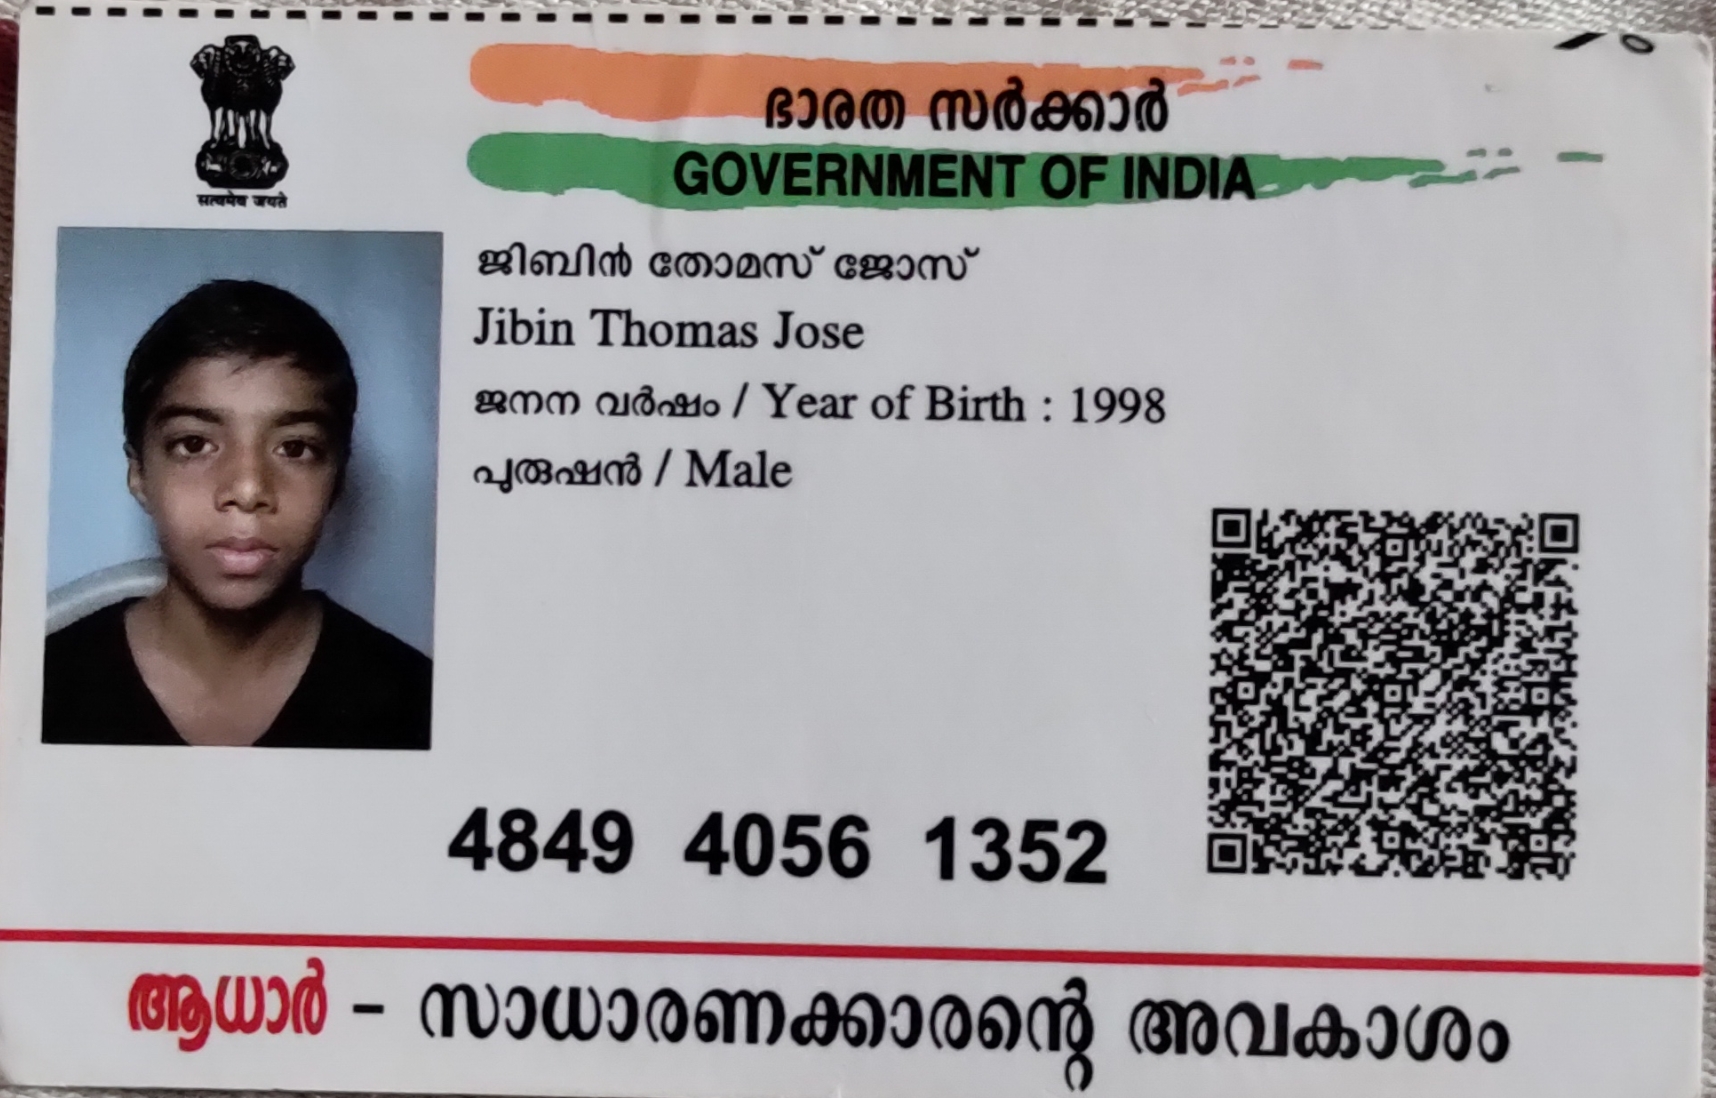 सत्यमेव जयते
ഭാരത സർക്കാർ
GOVERNMENT OF INDIA
ജിബിൻ തോമസ് ജോസ്
Jibin Thomas Jose
ജനന വർഷം / Year of Birth : 1998
പുരുഷൻ / Male
4849 4056 1352
ആധാർ - സാധാരണക്കാരന്റെ അവകാശം